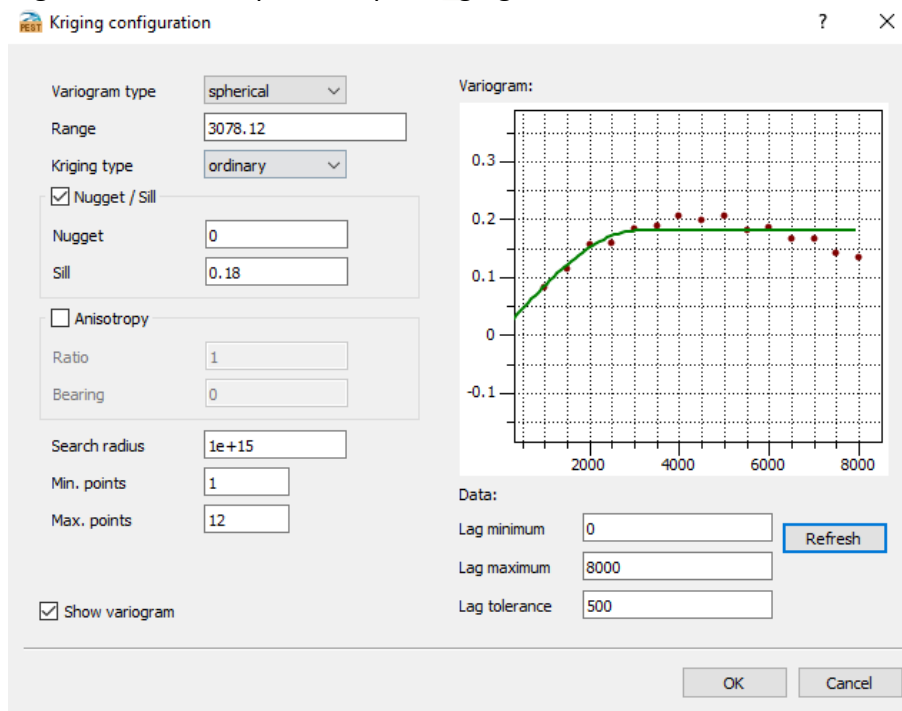 PEST Kriging configuration ? ×
Variogram type spherical
Range 3078.12
Kriging type ordinary
Nugget / Sill
Nugget 0
Sill 0.18
Anisotropy
Ratio 1
Bearing 0
Search radius 1e+15
Min. points 1
Max. points 12
Show variogram
Variogram:
0.3
0.2
0.1
0
-0.1
2000 4000 6000 8000
Data:
Lag minimum 0
Refresh
Lag maximum 8000
Lag tolerance 500
OK Cancel